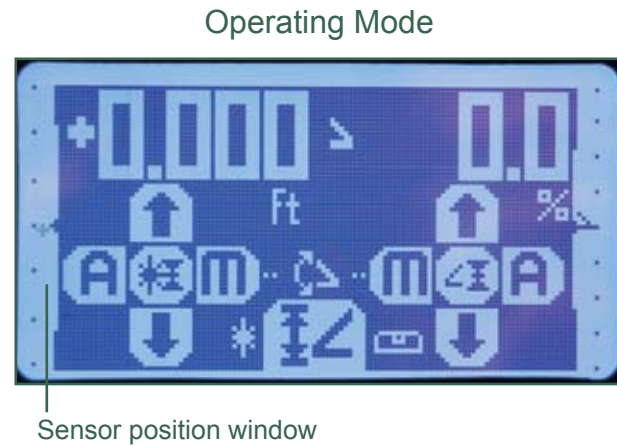 Operating Mode
+0.000 0.0
Ft %
A M M A
Sensor position window